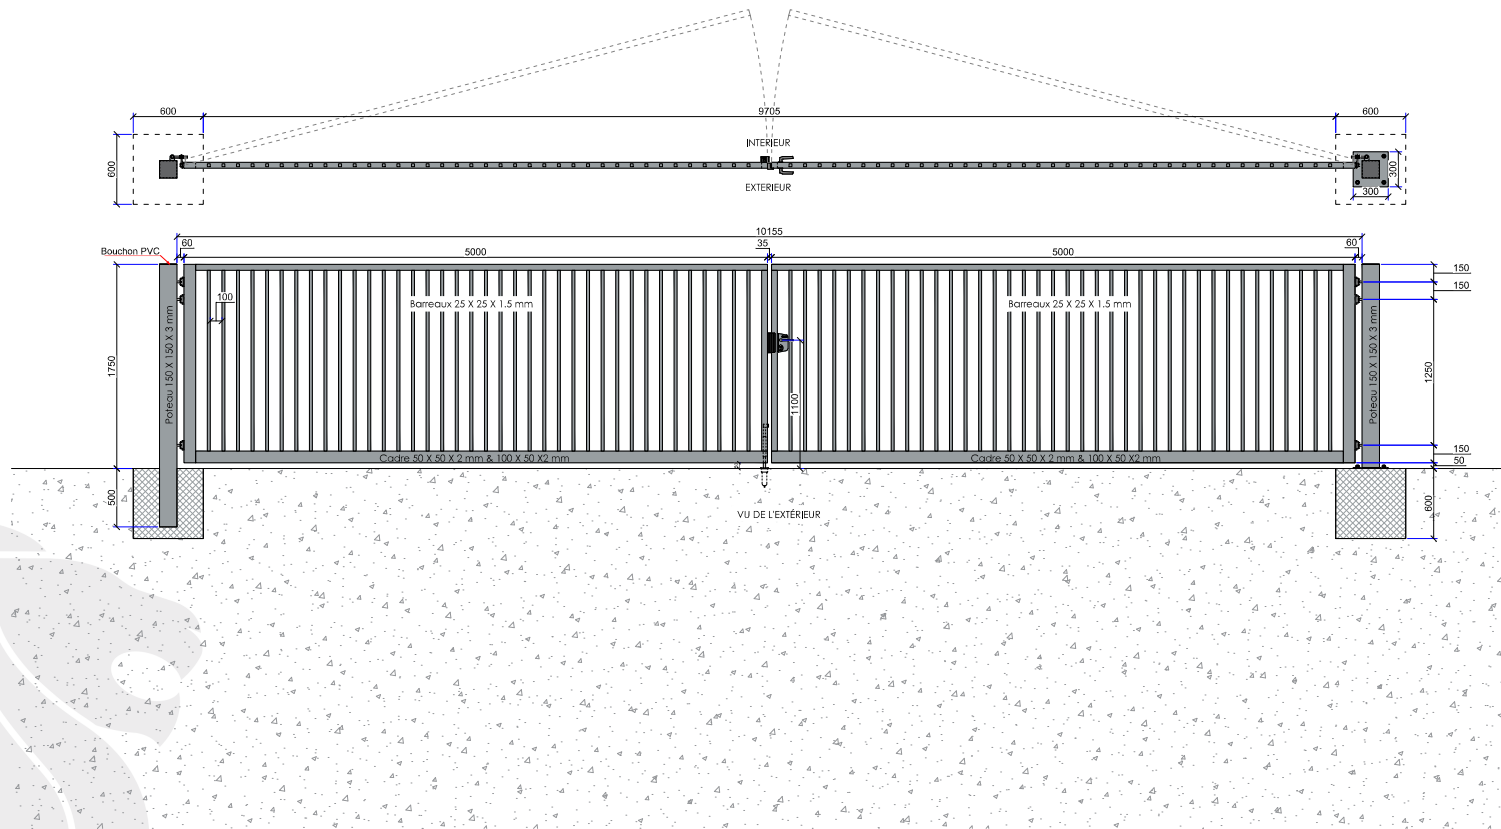 600
9705
600
INTERIEUR
600
EXTERIEUR
300
300
10155
Bouchon PVC
60
5000
35
5000
60
150
150
100
Barreaux 25 X 25 X 1.5 mm
Barreaux 25 X 25 X 1.5 mm
Poteau 150 X 150 X 3 mm
Poteau 150 X 150 X 3 mm
1750
1250
1100
150
Cadre 50 X 50 X 2 mm & 100 X 50 X2 mm
Cadre 50 X 50 X 2 mm & 100 X 50 X2 mm
50
500
600
VU DE L'EXTÉRIEUR